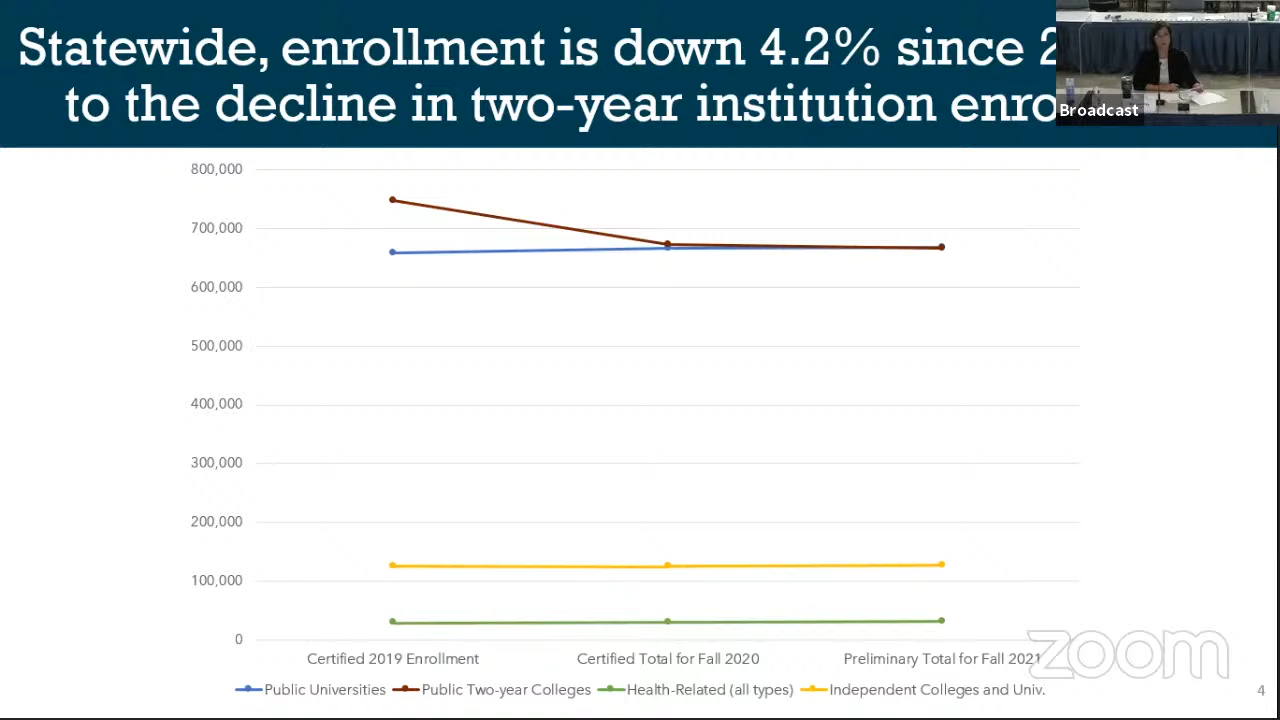 Statewide, enrollment is down 4.2% since
to the decline in two-year institution
Broadcast
800,000
700,000
600,000
500,000
400,000
300,000
200,000
100,000
0
Certified 2019 Enrollment
Certified Total for Fall 2020
Preliminary Total for Fall 2021
Public Universities
Public Two-year Colleges
Health-Related (all types)
Independent Colleges and Univ.
zoom
4